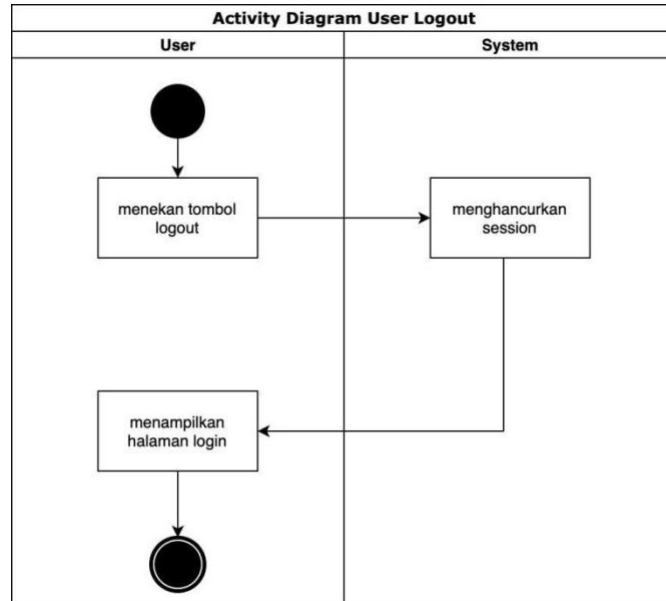 Activity Diagram User Logout
User
System
menekan tombol
logout
menghancurkan
session
menampilkan
halaman login